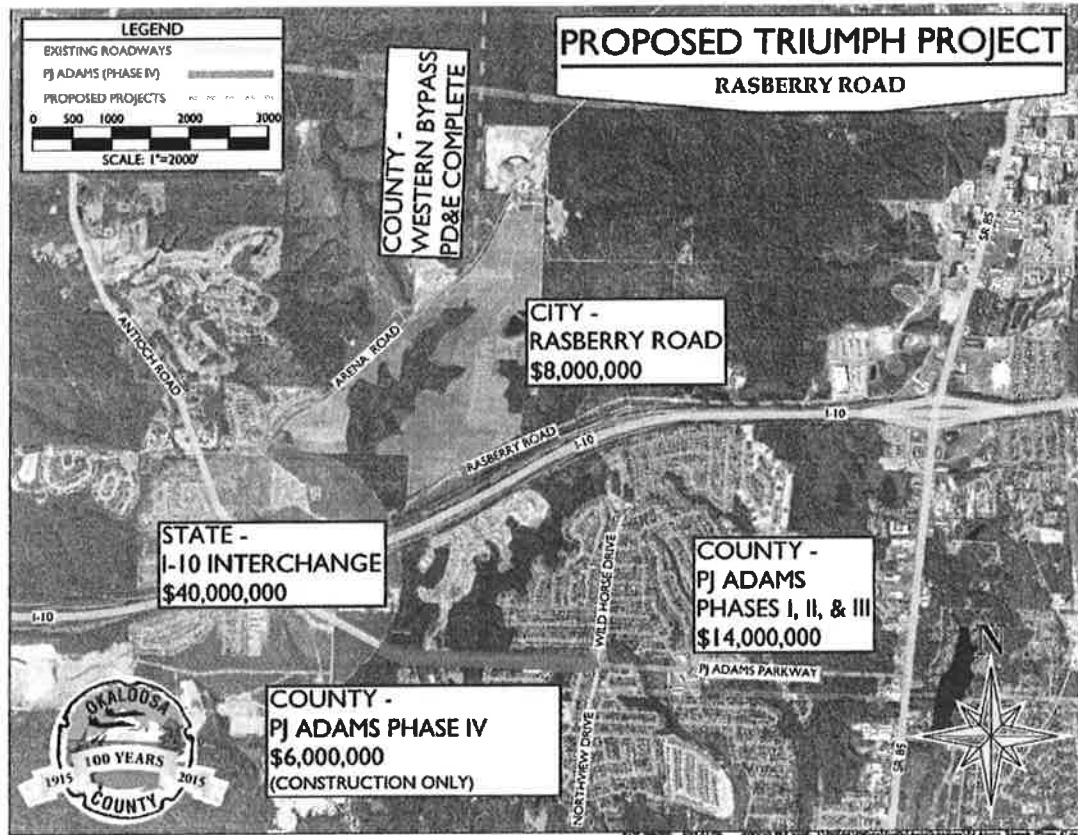 LEGEND
EXISTING ROADWAYS
PJ ADAMS (PHASE IV)
PROPOSED PROJECTS
0 500 1000 2000 3000
SCALE: 1"=2000'
PROPOSED TRIUMPH PROJECT
RASBERRY ROAD
COUNTY -
WESTERN BYPASS
PD&E COMPLETE
SR 85
ANTIOCH ROAD
ARENA ROAD
CITY -
RASBERRY ROAD
$8,000,000
RASBERRY ROAD
I-10
I-10
STATE -
I-10 INTERCHANGE
$40,000,000
I-10
WILD HORSE DRIVE
COUNTY -
PJ ADAMS
PHASES I, II, & III
$14,000,000
PJ ADAMS PARKWAY
N
COUNTY -
PJ ADAMS PHASE IV
$6,000,000
(CONSTRUCTION ONLY)
NORTHVIEW DRIVE
SR 85
OKALOOSA
100 YEARS
1915 2015
COUNTY